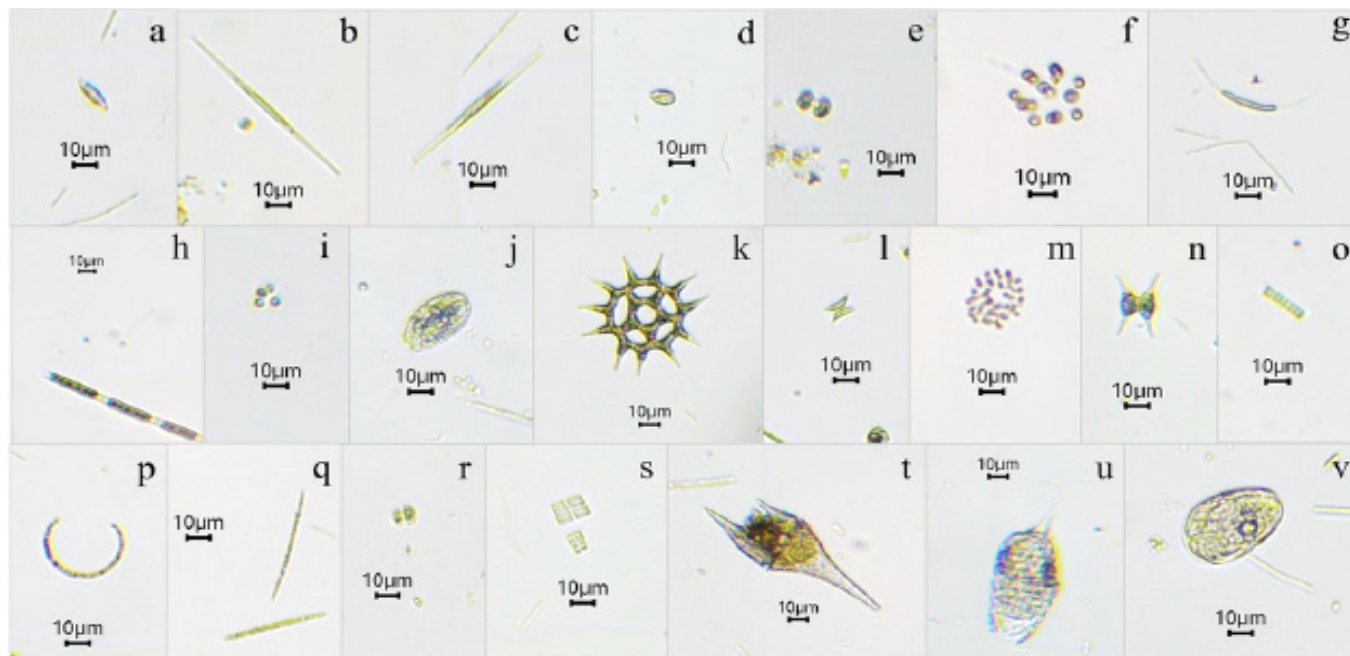 a b c d e f g
10µm 10µm 10µm 10µm 10µm 10µm 10µm
h i j k l m n o
10µm 10µm 10µm 10µm 10µm 10µm 10µm 10µm
p q r s t u v
10µm 10µm 10µm 10µm 10µm 10µm 10µm